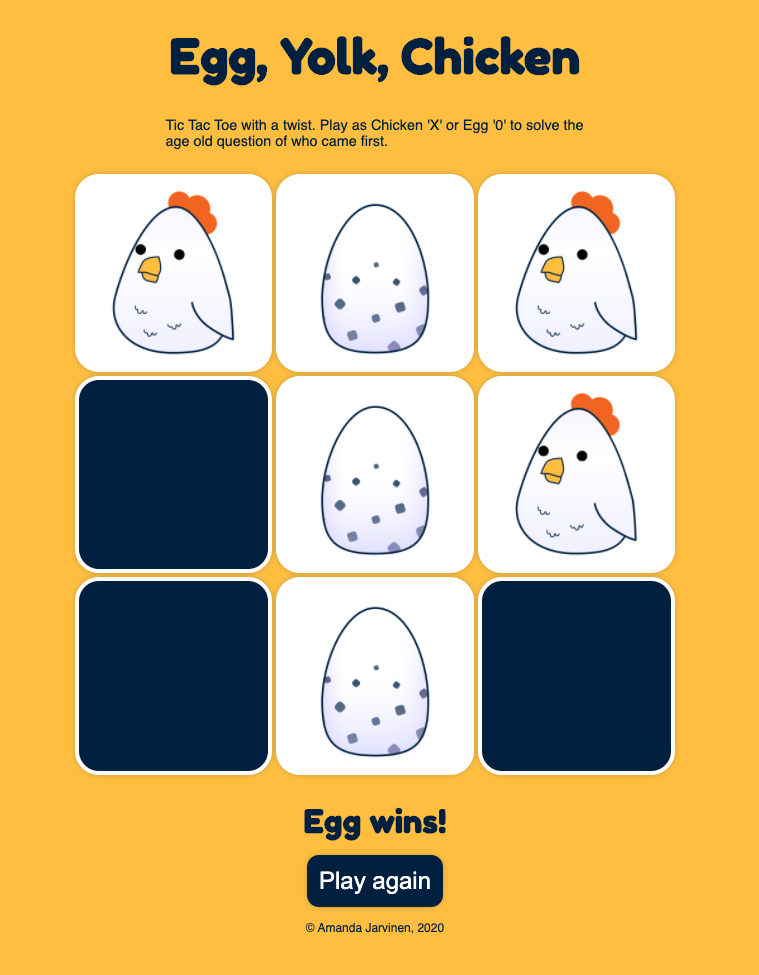 Egg, Yolk, Chicken
Tic Tac Toe with a twist. Play as Chicken 'X' or Egg '0' to solve the
age old question of who came first.
Egg wins!
Play again
© Amanda Jarvinen, 2020